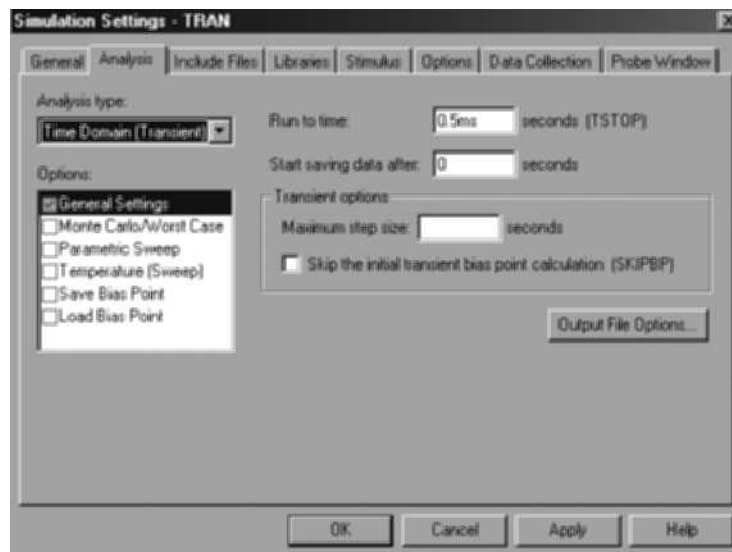 Simulation Settings - TRAN
General Analysis Include Files Libraries Stimulus Options Data Collection Probe Window
Analysis type:
Time Domain (Transient)
Options:
General Settings
Monte Carlo/Worst Case
Parametric Sweep
Temperature (Sweep)
Save Bias Point
Load Bias Point
Run to time: 0.5ms seconds (TSTOP)
Start saving data after: 0 seconds
Transient options
Maximum step size: seconds
Skip the initial transient bias point calculation (SKIPBP)
Output File Options...
OK Cancel Apply Help